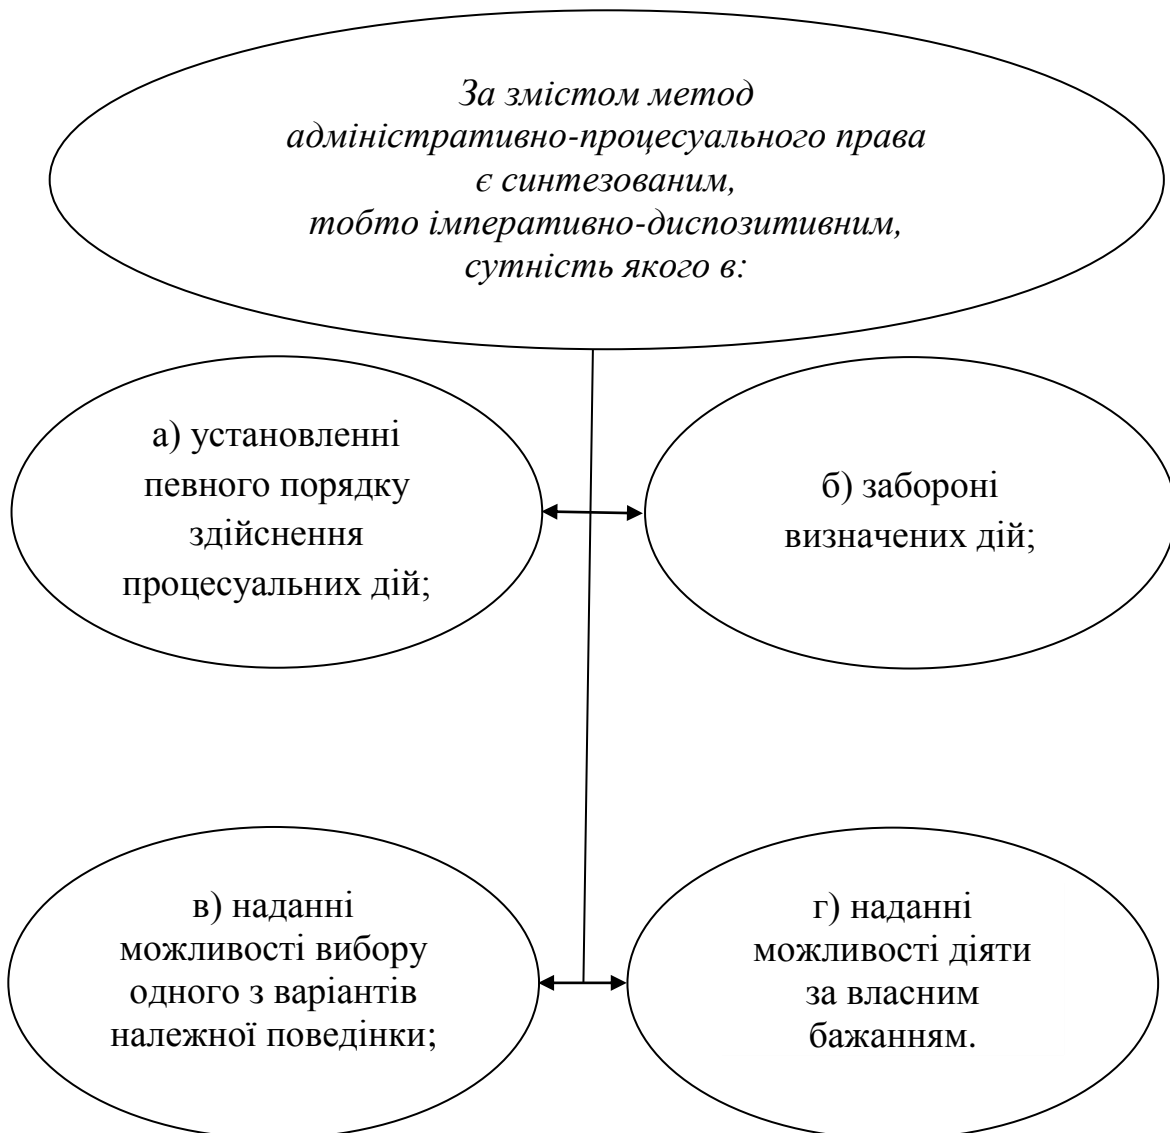 За змістом метод
адміністративно-процесуального права
є синтезованим,
тобто імперативно-диспозитивним,
сутність якого в:
а) установленні
певного порядку
здійснення
процесуальних дій;
б) забороні
визначених дій;
в) наданні
можливості вибору
одного з варіантів
належної поведінки;
г) наданні
можливості діяти
за власним
бажанням.